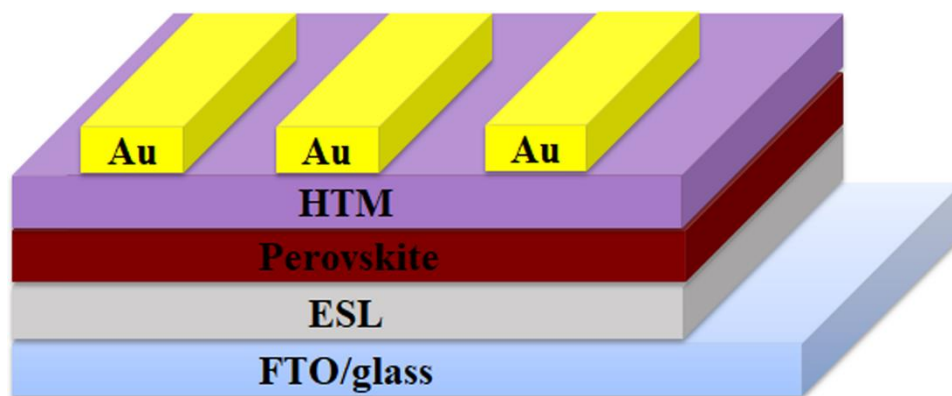 Au Au Au
HTM
Perovskite
ESL
FTO/glass